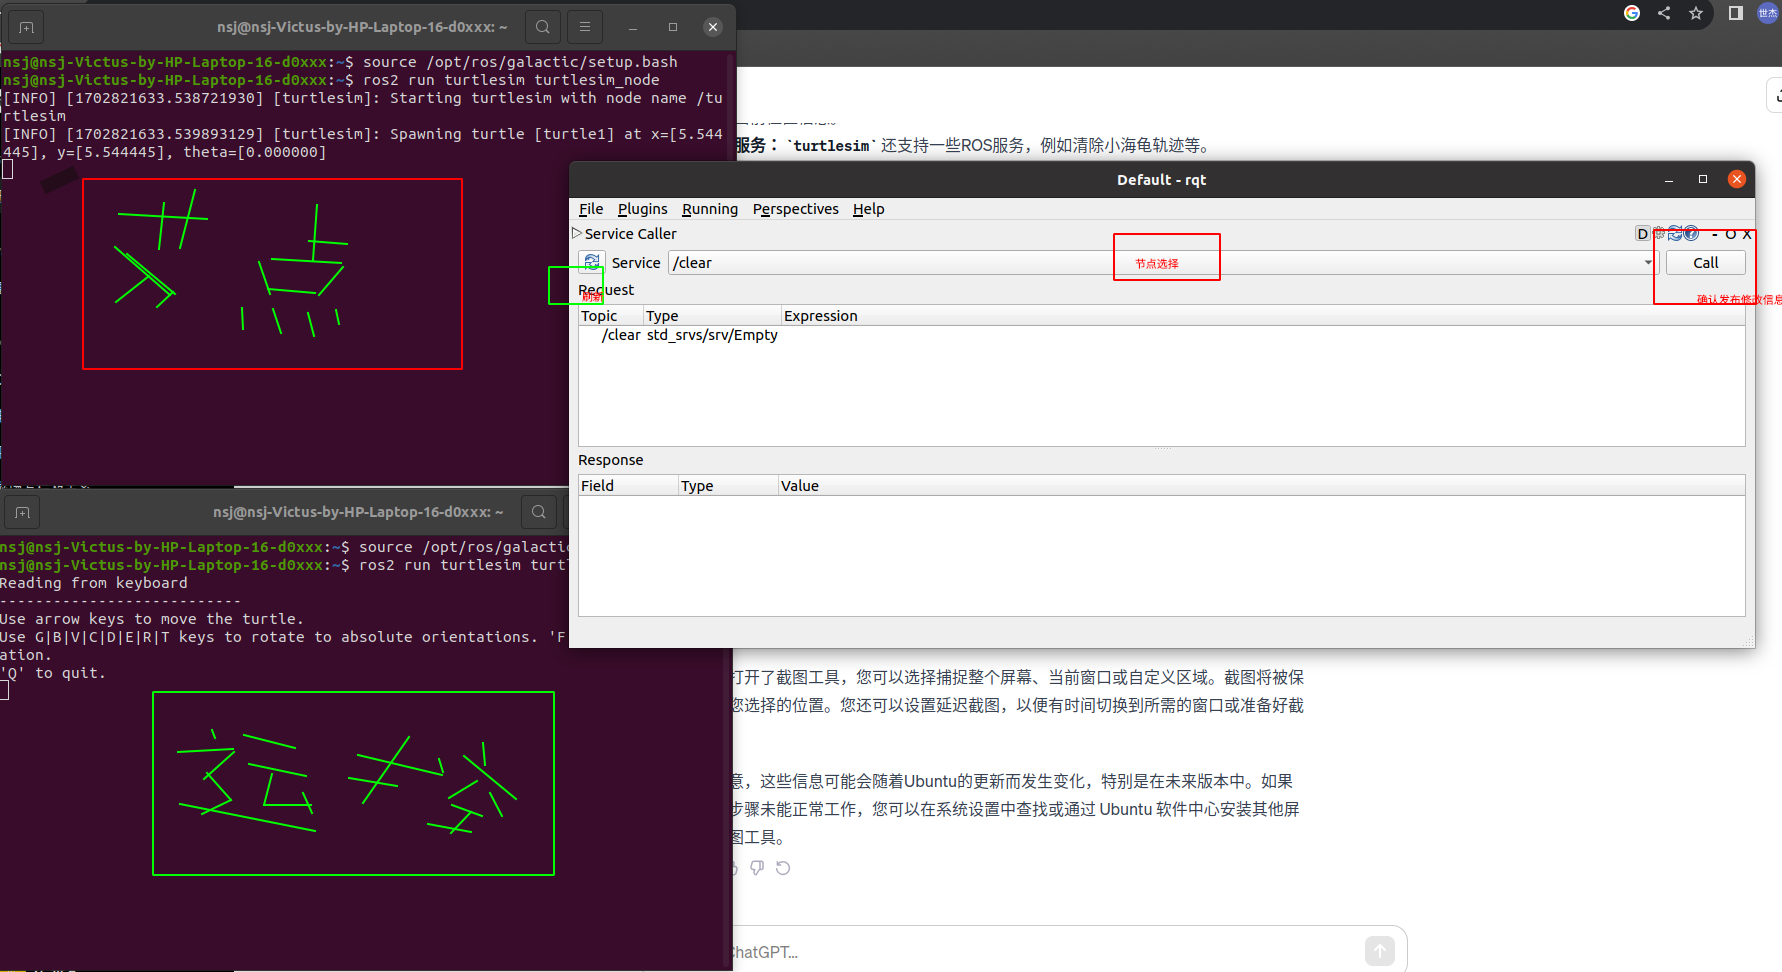 nsj@nsj-Victus-by-HP-Laptop-16-d0xxx: ~
nsj@nsj-Victus-by-HP-Laptop-16-d0xxx:~$ source /opt/ros/galactic/setup.bash
nsj@nsj-Victus-by-HP-Laptop-16-d0xxx:~$ ros2 run turtlesim turtlesim_node
[INFO] [1702821633.538721930] [turtlesim]: Starting turtlesim with node name /tu
rtlesim
[INFO] [1702821633.539893129] [turtlesim]: Spawning turtle [turtle1] at x=[5.544
445], y=[5.544445], theta=[0.000000]
节点
世杰
服务：`turtlesim` 还支持一些ROS服务，例如清除小海龟轨迹等。
Default - rqt
File Plugins Running Perspectives Help
Service Caller
D - O X
Service /clear Call
节点选择
刷新
Request
确认发布修改信息
Topic Type Expression
/clear std_srvs/srv/Empty
Response
Field Type Value
nsj@nsj-Victus-by-HP-Laptop-16-d0xxx: ~
nsj@nsj-Victus-by-HP-Laptop-16-d0xxx:~$ source /opt/ros/galactic
nsj@nsj-Victus-by-HP-Laptop-16-d0xxx:~$ ros2 run turtlesim turtl
Reading from keyboard
---------------------------
Use arrow keys to move the turtle.
Use G|B|V|C|D|E|R|T keys to rotate to absolute orientations. 'F
ation.
'Q' to quit.
打开了截图工具，您可以选择捕捉整个屏幕、当前窗口或自定义区域。截图将被保
您选择的位置。您还可以设置延迟截图，以便有时间切换到所需的窗口或准备好截
意，这些信息可能会随着Ubuntu的更新而发生变化，特别是在未来版本中。如果
步骤未能正常工作，您可以在系统设置中查找或通过 Ubuntu 软件中心安装其他屏
图工具。
ChatGPT...